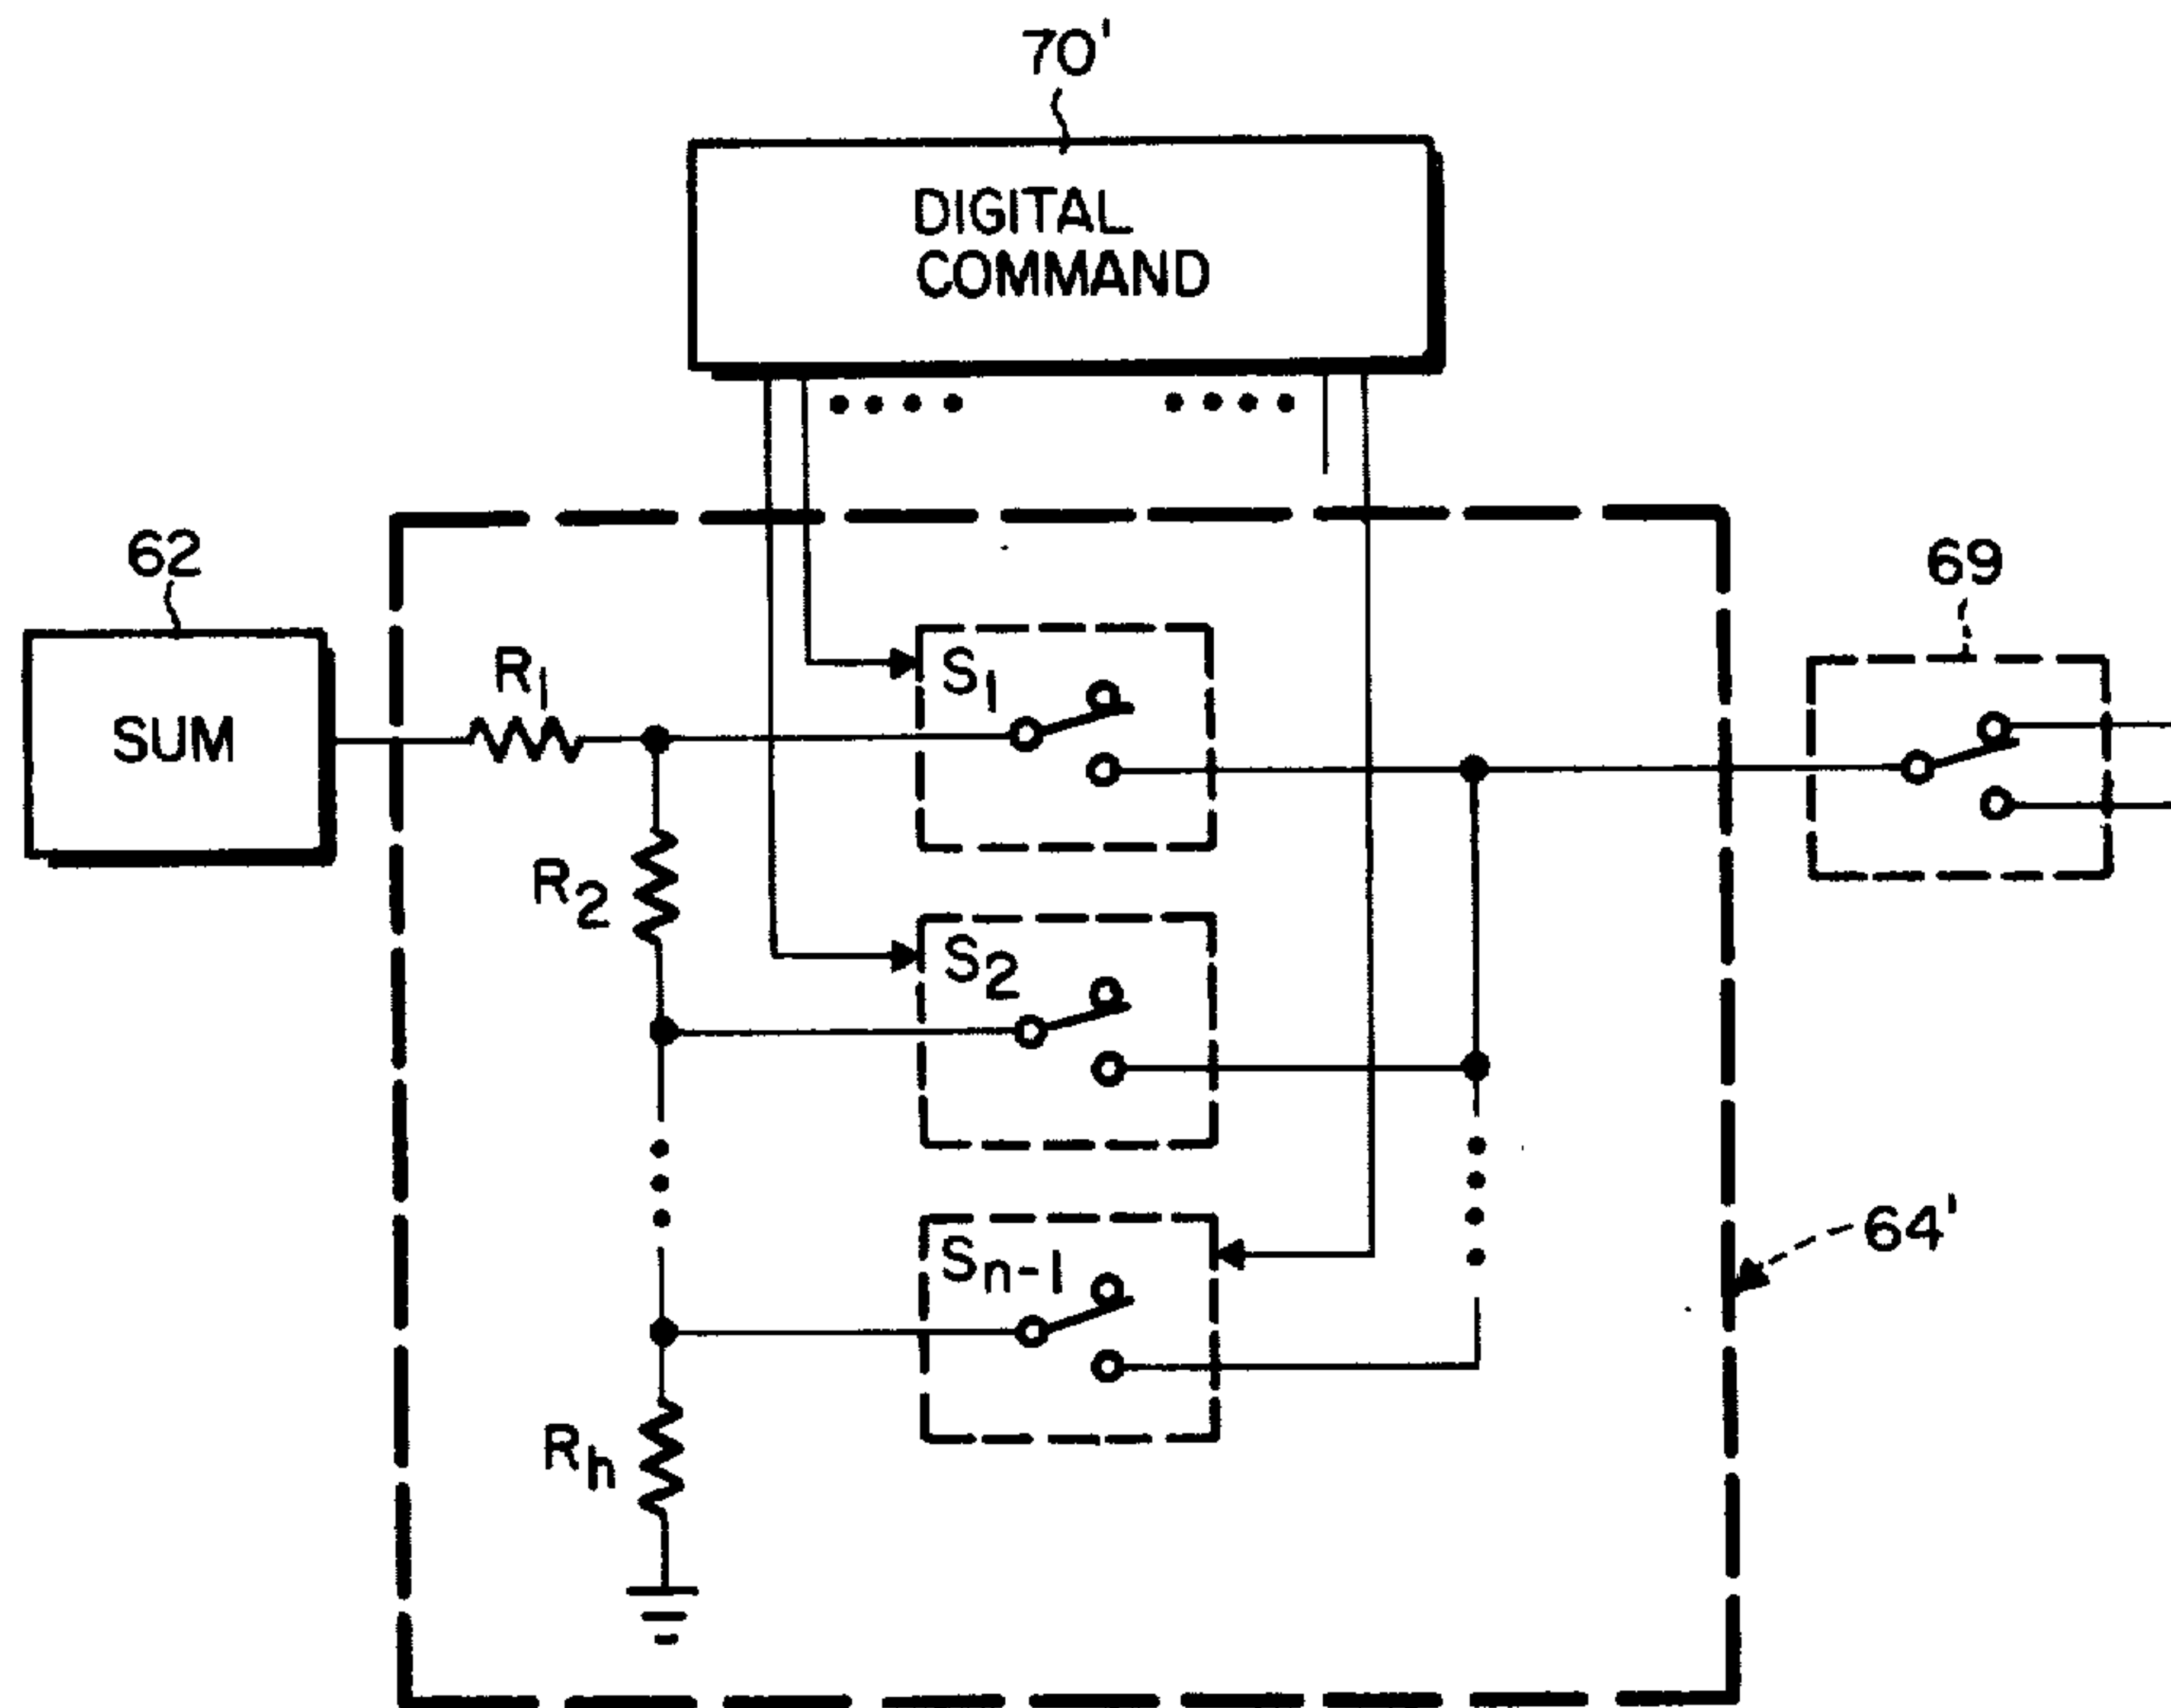 70'
DIGITAL
COMMAND
62
69
SUM
R1
S1
R2
S2
64'
Sn-1
Rh